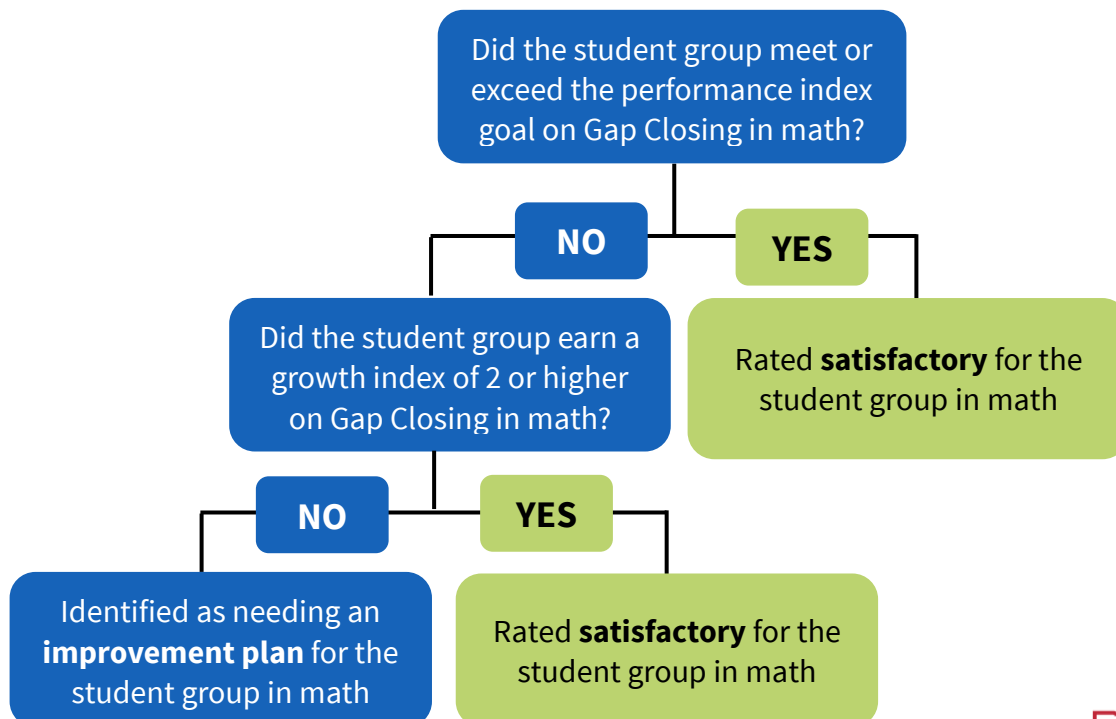 Did the student group meet or
exceed the performance index
goal on Gap Closing in math?
NO
YES
Did the student group earn a
growth index of 2 or higher
on Gap Closing in math?
Rated satisfactory for the
student group in math
NO
YES
Identified as needing an
improvement plan for the
student group in math
Rated satisfactory for the
student group in math